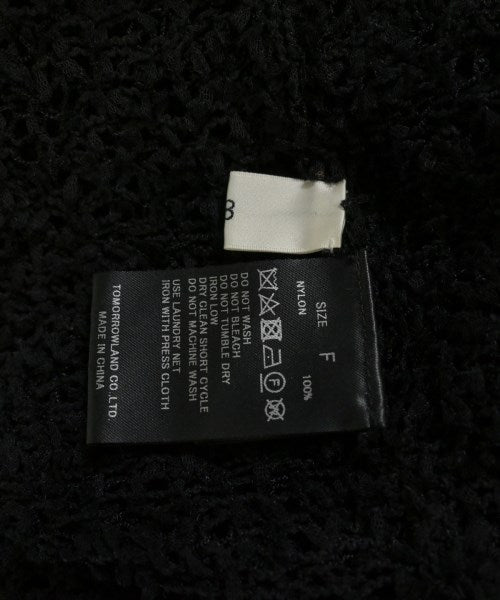 8
SIZE F
NYLON 100%
DO NOT WASH
DO NOT BLEACH
DO NOT TUMBLE DRY
IRON LOW
DRY CLEAN SHORT CYCLE
DO NOT MACHINE WASH
USE LAUNDRY NET
IRON WITH PRESS CLOTH
TOMORROWLAND CO.,LTD.
MADE IN CHINA